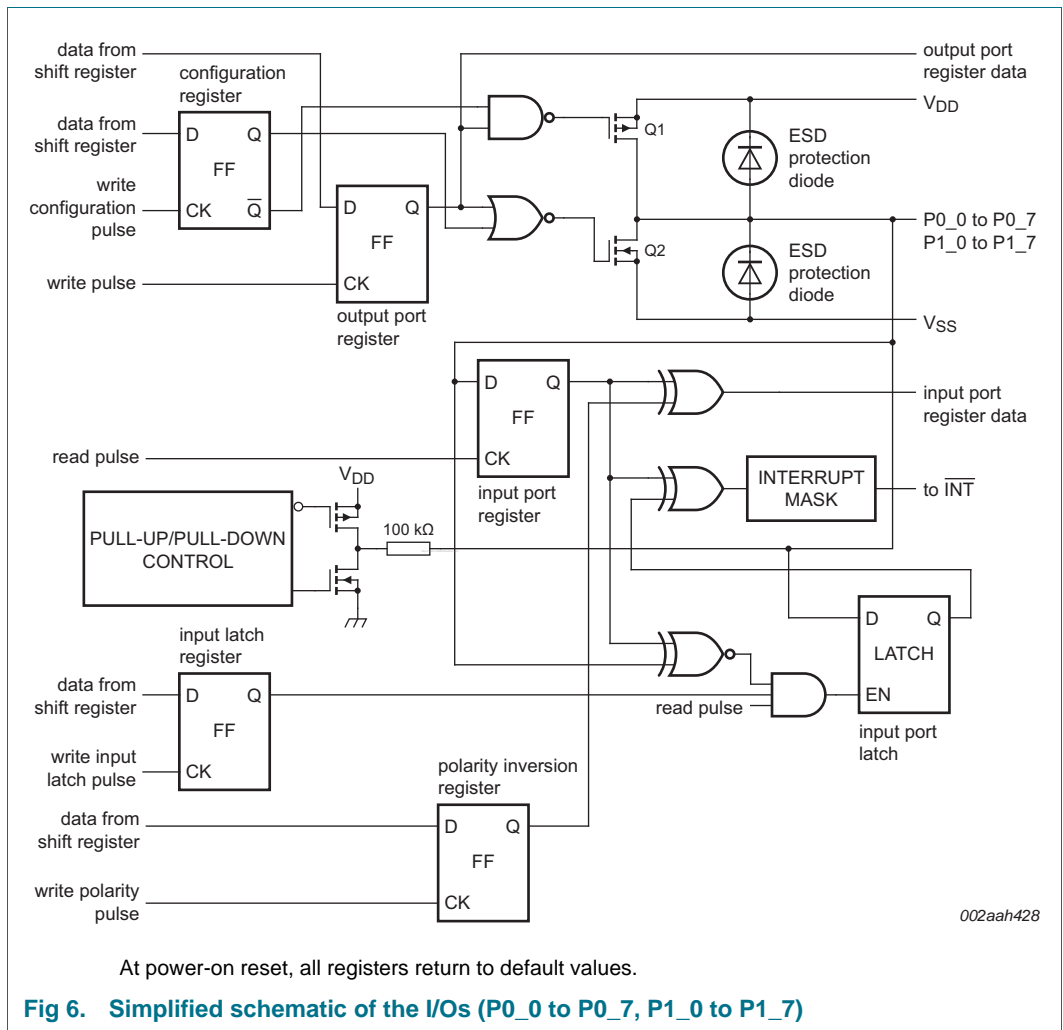 data from
shift register
output port
register data
configuration
register
data from
shift register
D
Q
FF
write
configuration
pulse
CK
Q̅
VDD
Q1
ESD
protection
diode
D
Q
FF
CK
write pulse
output port
register
Q2
P0_0 to P0_7
P1_0 to P1_7
ESD
protection
diode
VSS
D
Q
FF
CK
read pulse
input port
register
input port
register data
INTERRUPT
MASK
to I̅N̅T̅
VDD
PULL-UP/PULL-DOWN
CONTROL
100 kΩ
D
Q
LATCH
EN
input port
latch
input latch
register
data from
shift register
D
Q
FF
read pulse
write input
latch pulse
CK
polarity inversion
register
data from
shift register
D
Q
FF
write polarity
pulse
CK
002aah428
At power-on reset, all registers return to default values.
Fig 6. Simplified schematic of the I/Os (P0_0 to P0_7, P1_0 to P1_7)